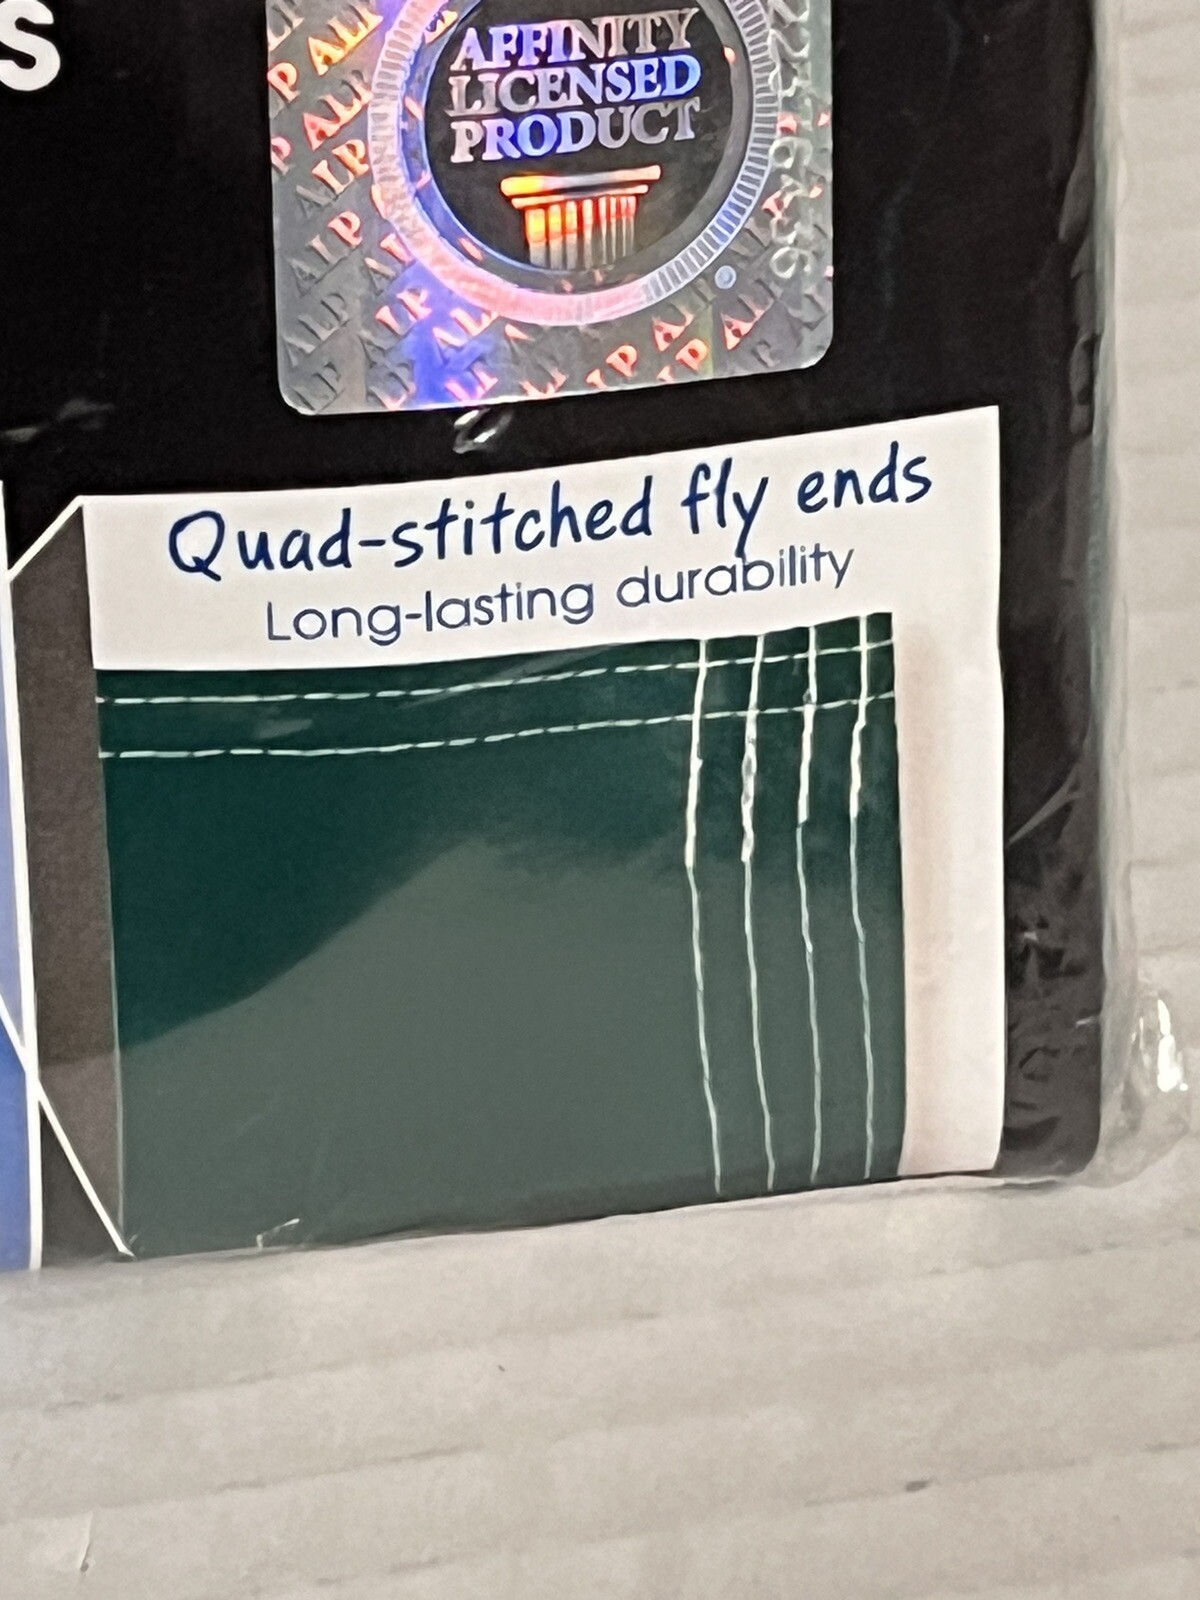 S
AFFINITY
LICENSED
PRODUCT
Quad-stitched fly ends
Long-lasting durability